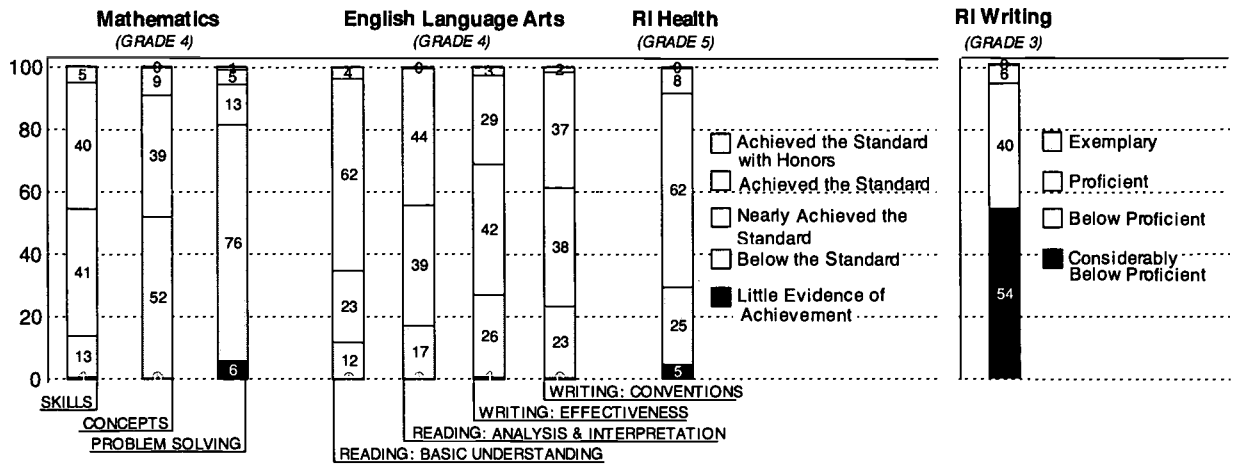 Mathematics
(GRADE 4)
English Language Arts
(GRADE 4)
RI Health
(GRADE 5)
RI Writing
(GRADE 3)
100
80
60
40
20
0
5
40
41
13
0
9
39
52
1
5
13
76
6
4
62
23
12
0
44
39
17
3
29
42
26
2
37
38
23
0
8
62
25
5
Achieved the Standard
with Honors
Achieved the Standard
Nearly Achieved the
Standard
Below the Standard
Little Evidence of
Achievement
0
6
40
54
Exemplary
Proficient
Below Proficient
Considerably
Below Proficient
SKILLS
CONCEPTS
PROBLEM SOLVING
WRITING: CONVENTIONS
WRITING: EFFECTIVENESS
READING: ANALYSIS & INTERPRETATION
READING: BASIC UNDERSTANDING